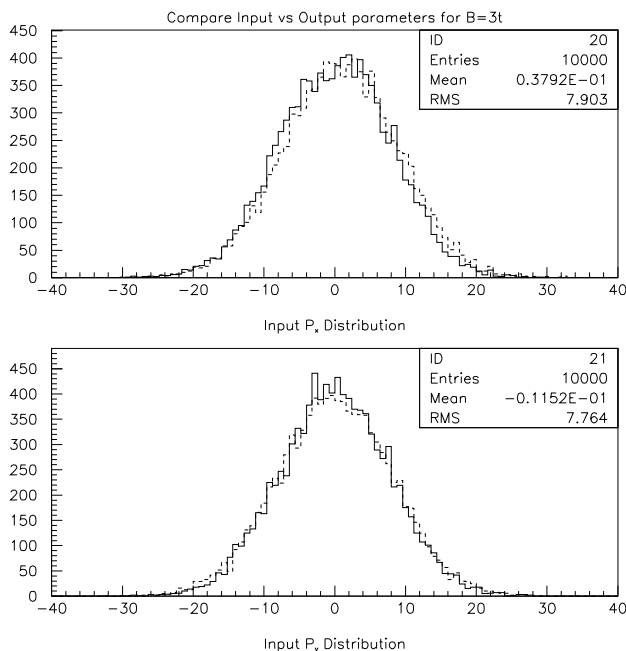 Compare Input vs Output parameters for B=3t
ID 20
Entries 10000
Mean 0.3792E-01
RMS 7.903
450
400
350
300
250
200
150
100
50
0
−40 −30 −20 −10 0 10 20 30 40
Input Px Distribution
ID 21
Entries 10000
Mean −0.1152E-01
RMS 7.764
450
400
350
300
250
200
150
100
50
0
−40 −30 −20 −10 0 10 20 30 40
Input Py Distribution